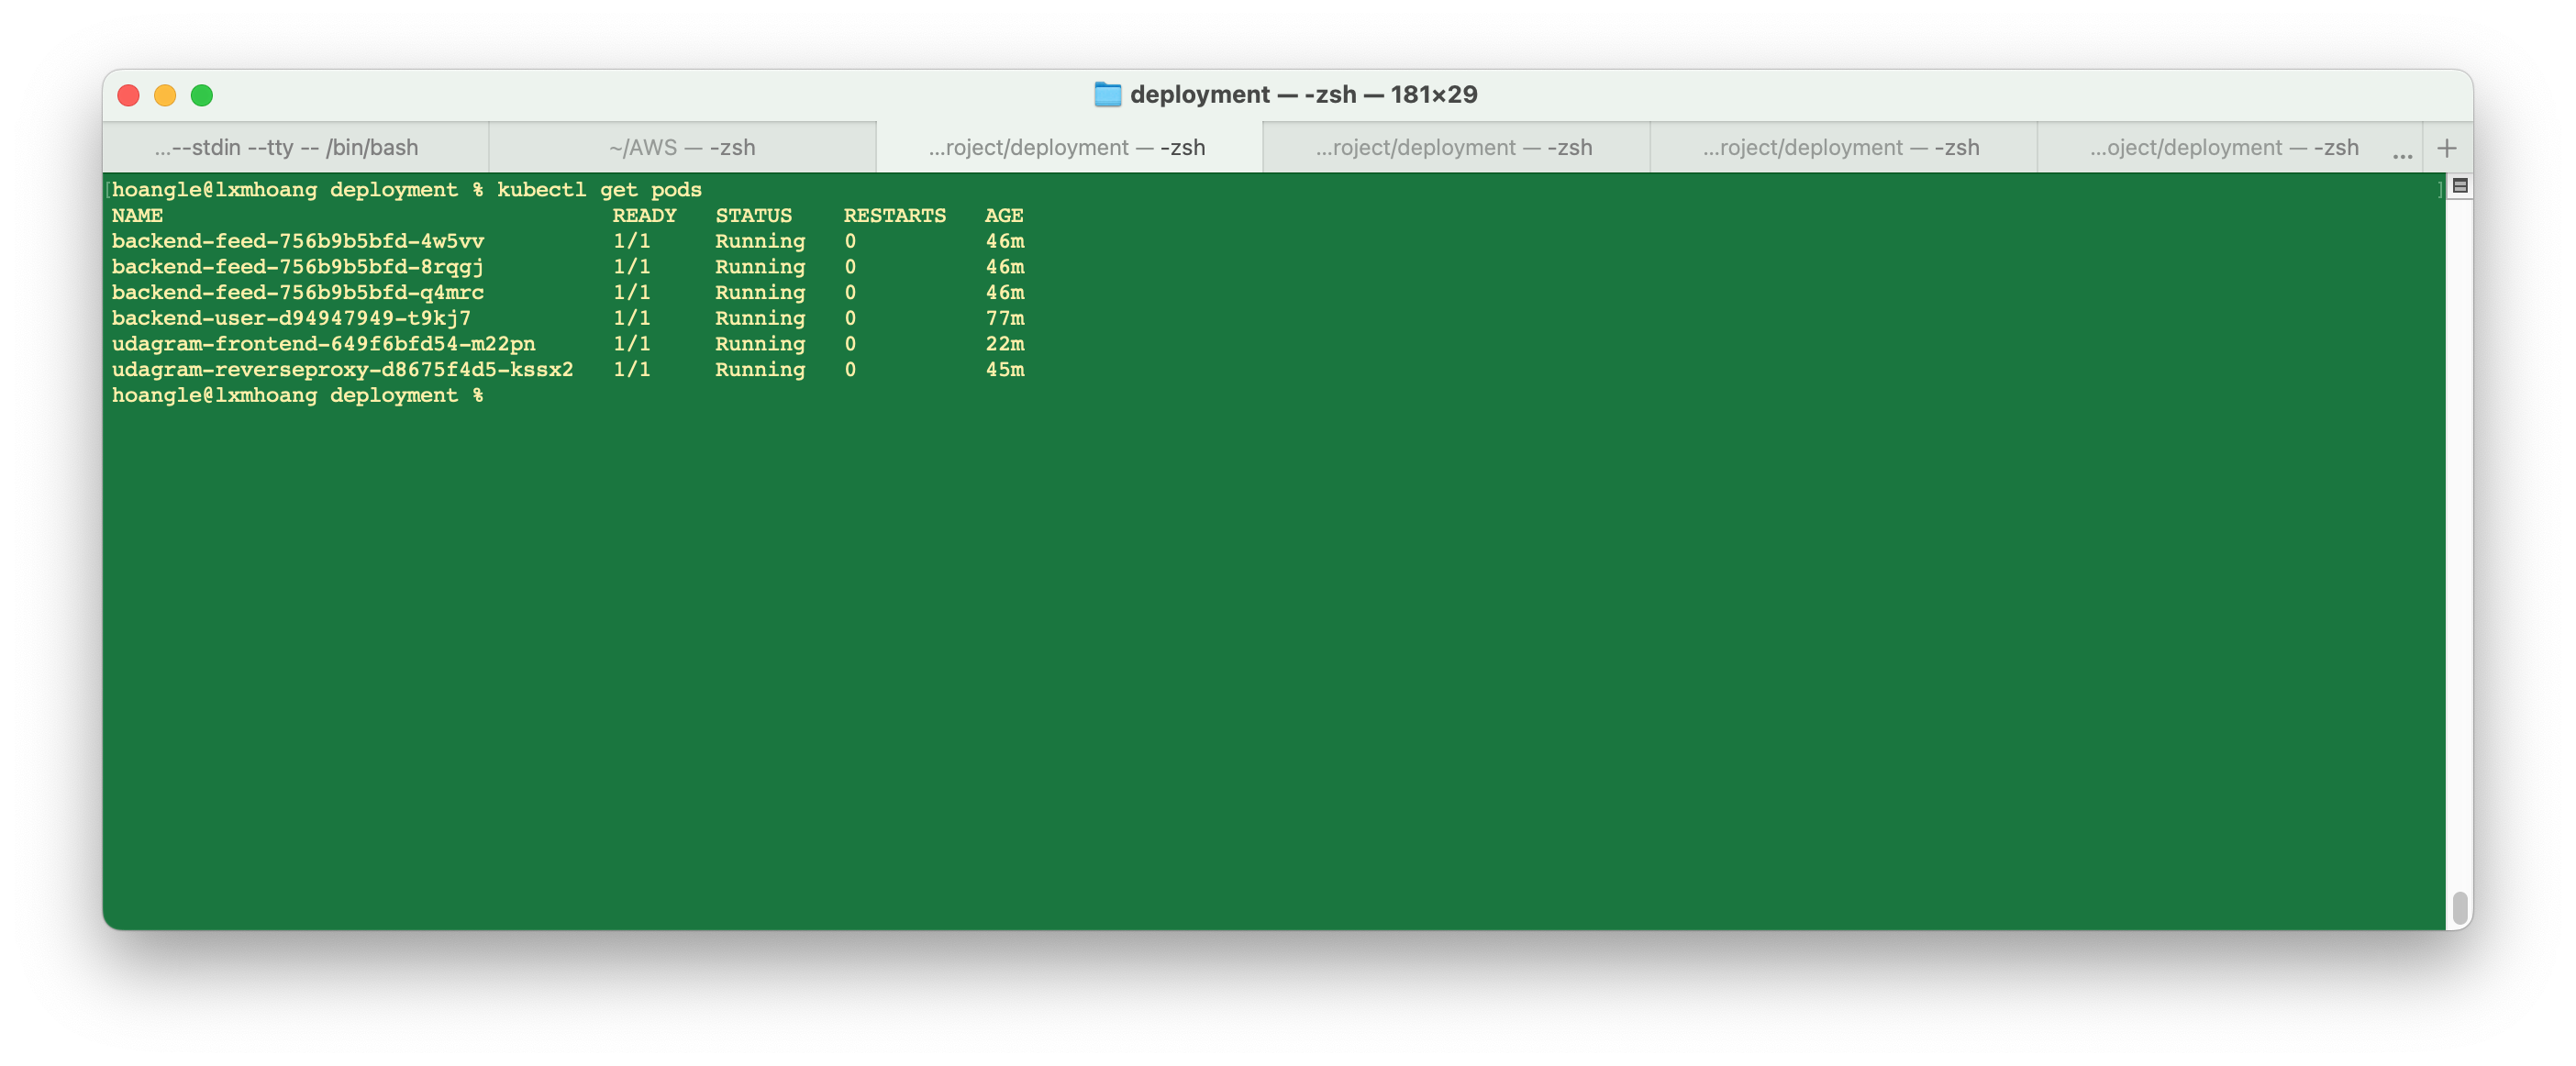 deployment — -zsh — 181×29
...--stdin --tty -- /bin/bash
~/AWS — -zsh
...roject/deployment — -zsh
...roject/deployment — -zsh
...roject/deployment — -zsh
...oject/deployment — -zsh ...
[hoangle@lxmhoang deployment % kubectl get pods ]
NAME READY STATUS RESTARTS AGE
backend-feed-756b9b5bfd-4w5vv 1/1 Running 0 46m
backend-feed-756b9b5bfd-8rqgj 1/1 Running 0 46m
backend-feed-756b9b5bfd-q4mrc 1/1 Running 0 46m
backend-user-d94947949-t9kj7 1/1 Running 0 77m
udagram-frontend-649f6bfd54-m22pn 1/1 Running 0 22m
udagram-reverseproxy-d8675f4d5-kssx2 1/1 Running 0 45m
hoangle@lxmhoang deployment %